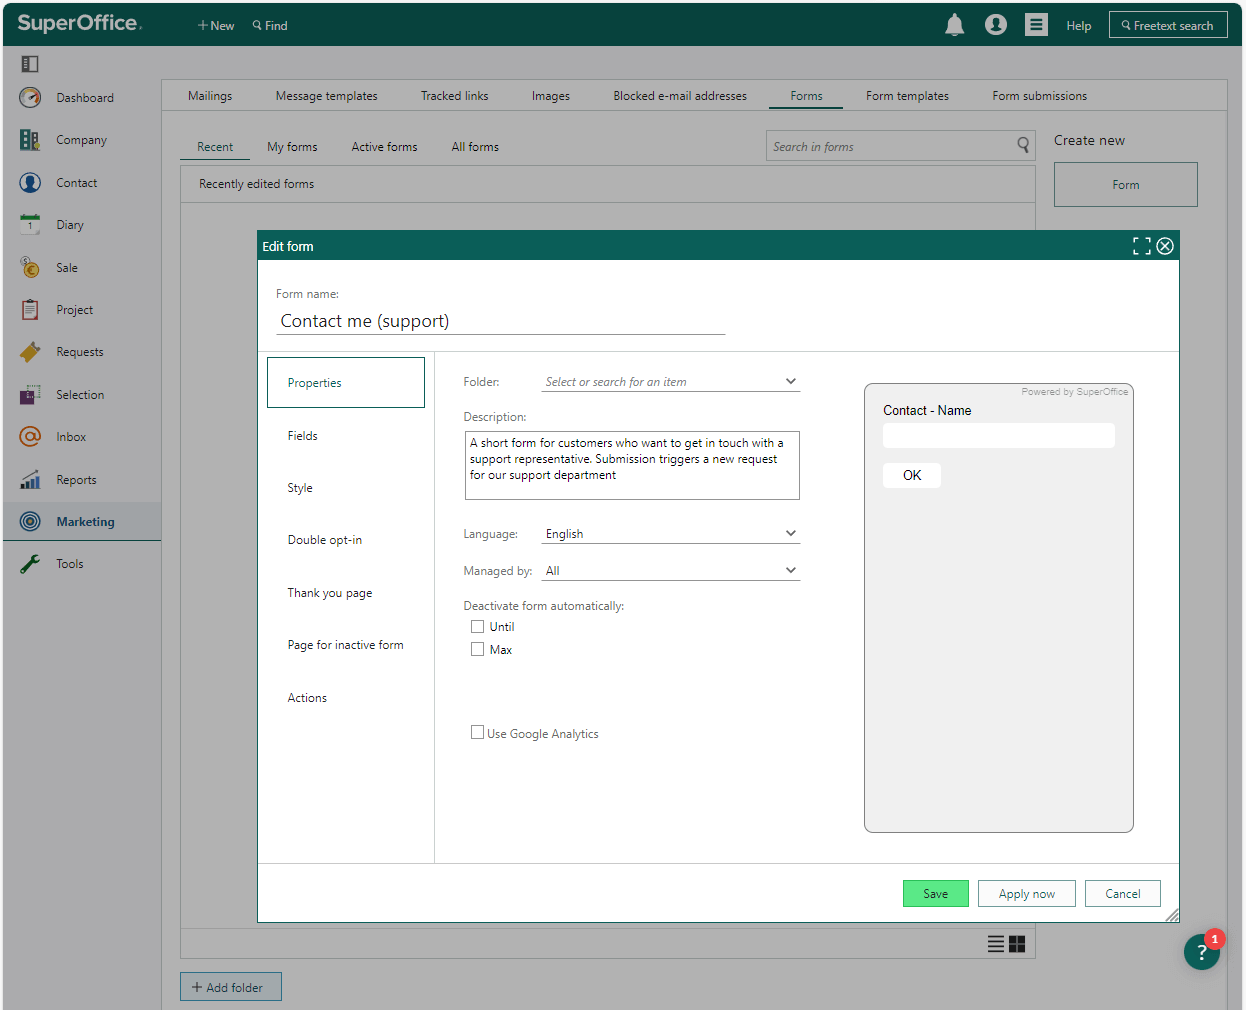 SuperOffice.
+ New
Find
Help
Freetext search
Dashboard
Company
Contact
1
Diary
Sale
Project
Requests
Selection
Inbox
Reports
Marketing
Tools
Mailings
Message templates
Tracked links
Images
Blocked e-mail addresses
Forms
Form templates
Form submissions
Recent
My forms
Active forms
All forms
Search in forms
Create new
Form
Recently edited forms
Edit form
Form name:
Contact me (support)
Properties
Fields
Style
Double opt-in
Thank you page
Page for inactive form
Actions
Folder:
Select or search for an item
Description:
A short form for customers who want to get in touch with a
support representative. Submission triggers a new request
for our support department
Language:
English
Managed by:
All
Deactivate form automatically:
Until
Max
Use Google Analytics
Powered by SuperOffice
Contact - Name
OK
Save
Apply now
Cancel
+ Add folder
?
1